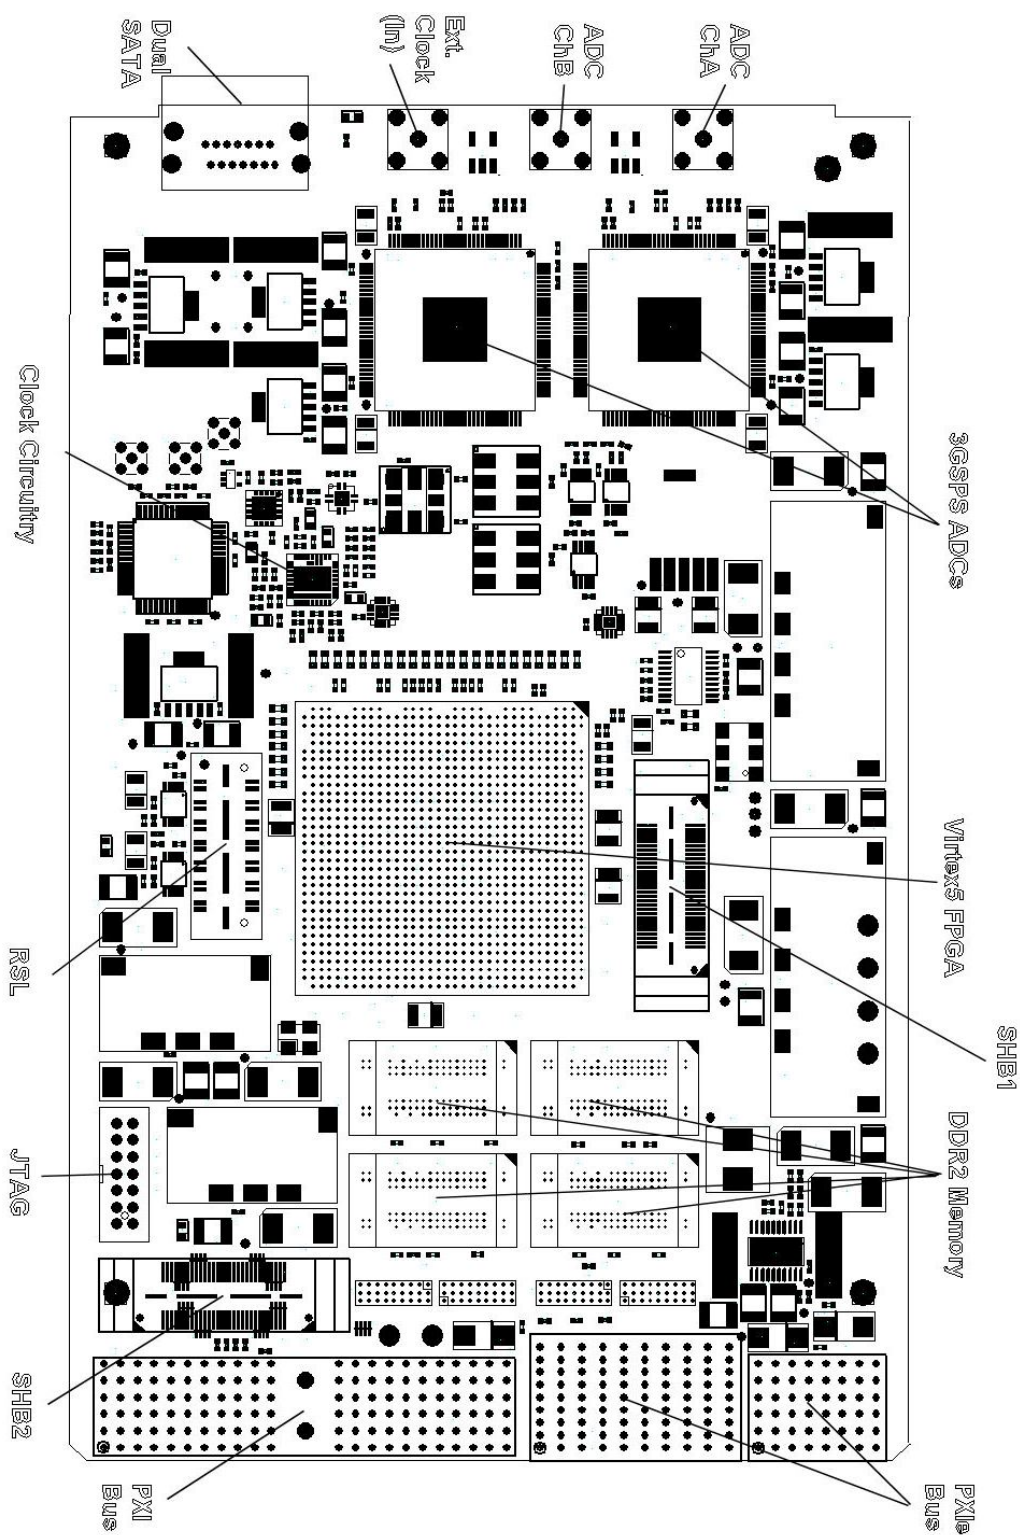 Dual
SATA
Ext.
Clock
(In)
ADC
ChB
ADC
ChA
Clock Circuitry
3GSPS ADCs
Virtex5 FPGA
RSL
SHB1
DDR2 Memory
JTAG
SHB2
PXI
Bus
PXIe
Bus